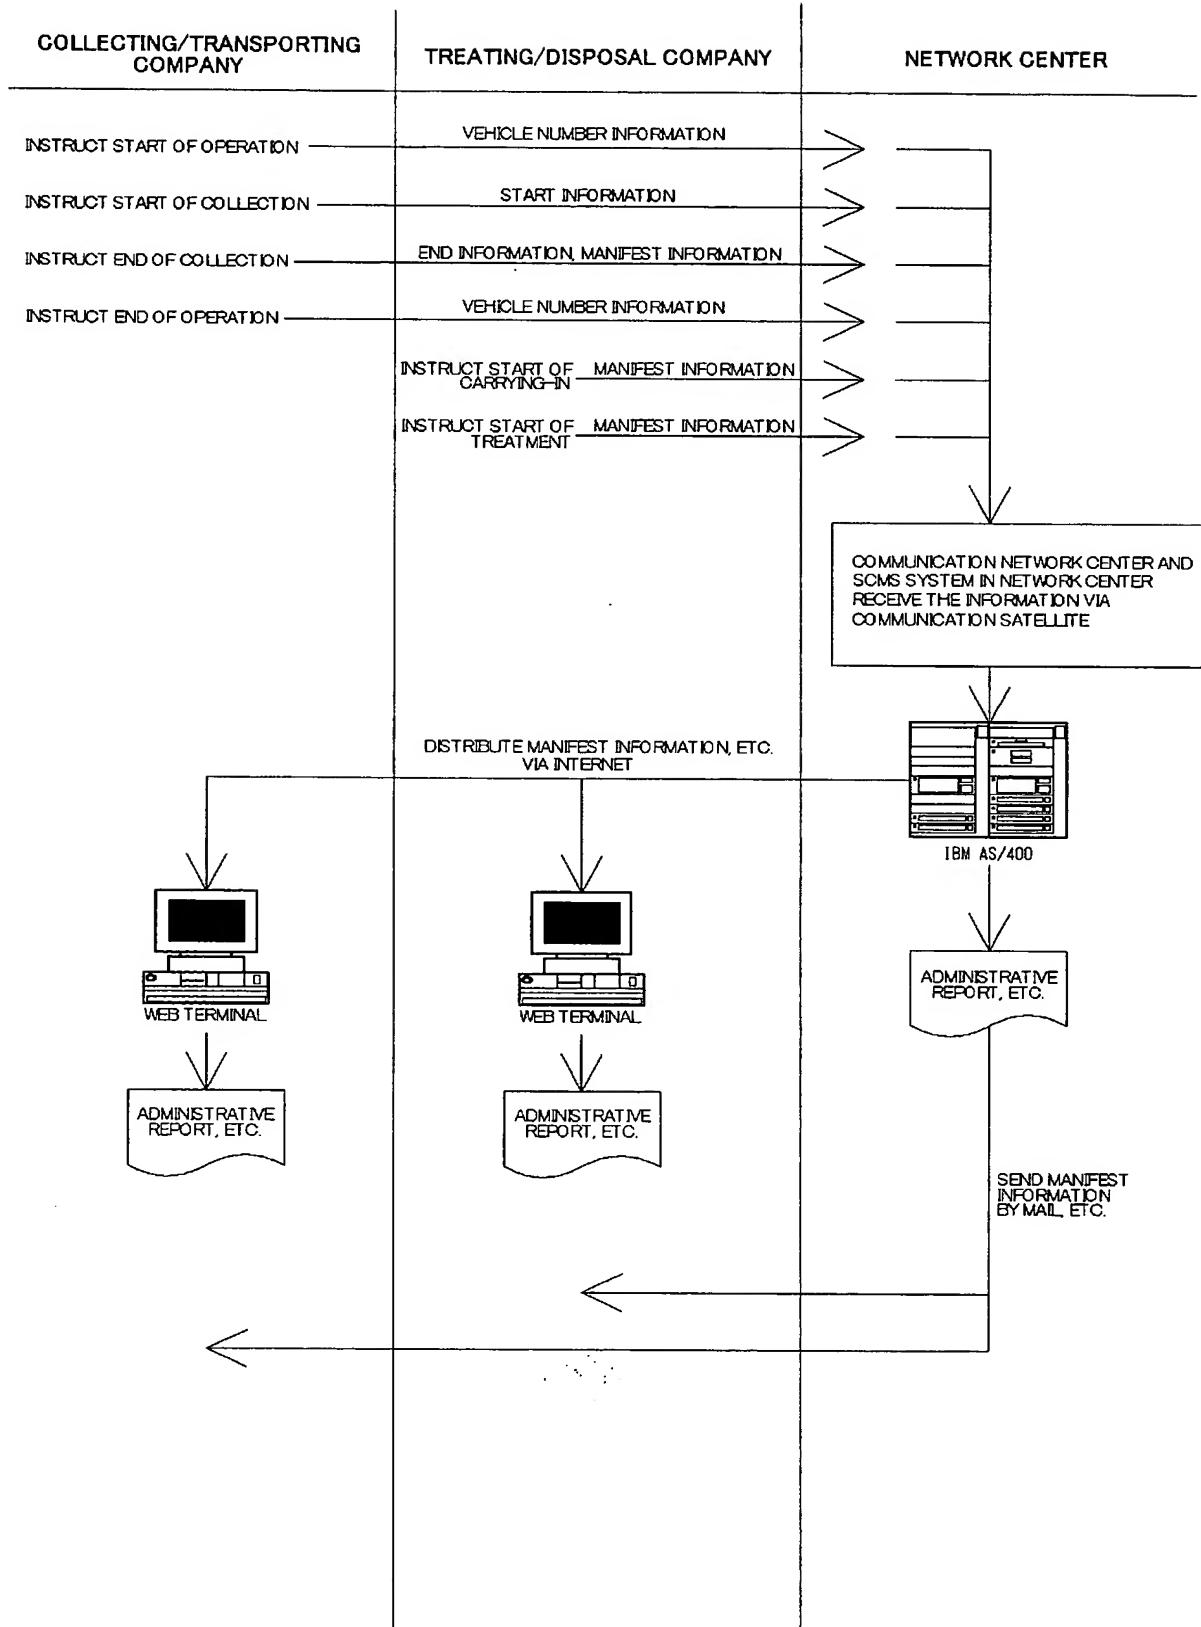 COLLECTING/TRANSPORTING
COMPANY
TREATING/DISPOSAL COMPANY
NETWORK CENTER
INSTRUCT START OF OPERATION
VEHICLE NUMBER INFORMATION
INSTRUCT START OF COLLECTION
START INFORMATION
INSTRUCT END OF COLLECTION
END INFORMATION, MANIFEST INFORMATION
INSTRUCT END OF OPERATION
VEHICLE NUMBER INFORMATION
INSTRUCT START OF
CARRYING-IN
MANIFEST INFORMATION
INSTRUCT START OF
TREATMENT
MANIFEST INFORMATION
COMMUNICATION NETWORK CENTER AND
SCMS SYSTEM IN NETWORK CENTER
RECEIVE THE INFORMATION VIA
COMMUNICATION SATELLITE
DISTRIBUTE MANIFEST INFORMATION, ETC.
VIA INTERNET
IBM AS/400
WEB TERMINAL
WEB TERMINAL
ADMINISTRATIVE
REPORT, ETC.
ADMINISTRATIVE
REPORT, ETC.
ADMINISTRATIVE
REPORT, ETC.
SEND MANIFEST
INFORMATION
BY MAIL, ETC.